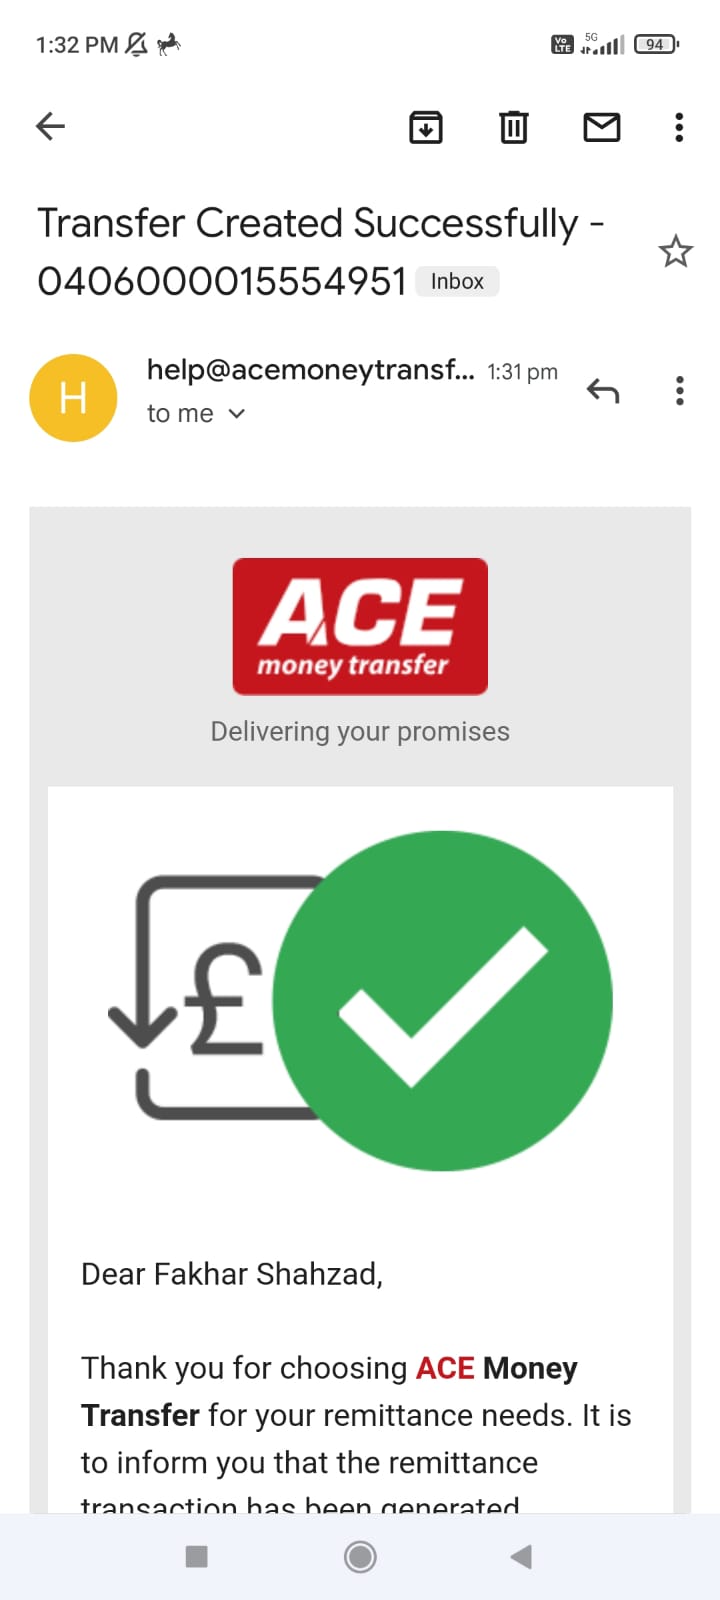 1:32 PM
Vo LTE 5G 94
Transfer Created Successfully -
0406000015554951 Inbox
help@acemoneytransf... 1:31 pm
to me
H
ACE
money transfer
Delivering your promises
£
Dear Fakhar Shahzad,
Thank you for choosing ACE Money
Transfer for your remittance needs. It is
to inform you that the remittance
transaction has been generated